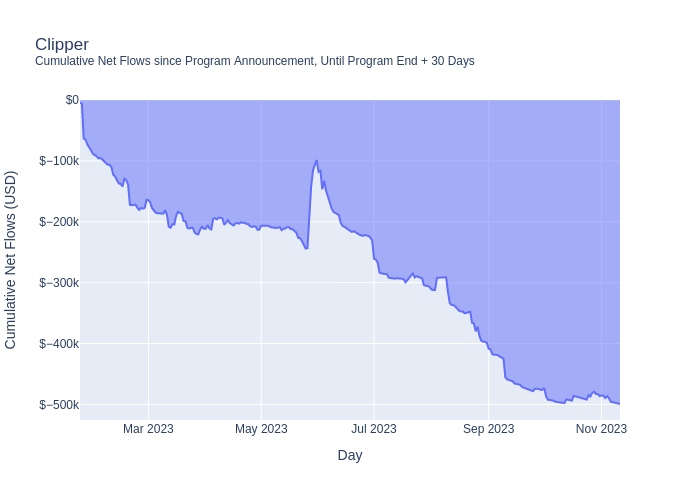 Clipper
Cumulative Net Flows since Program Announcement, Until Program End + 30 Days
Cumulative Net Flows (USD)
$0
$−100k
$−200k
$−300k
$−400k
$−500k
Mar 2023 May 2023 Jul 2023 Sep 2023 Nov 2023
Day